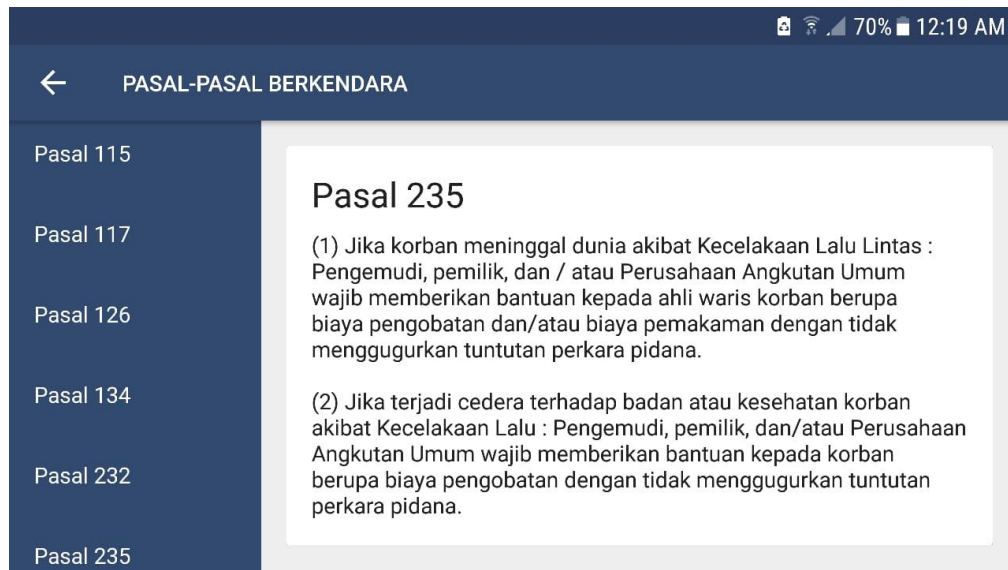 70% 12:19 AM
PASAL-PASAL BERKENDARA
Pasal 115
Pasal 117
Pasal 126
Pasal 134
Pasal 232
Pasal 235
Pasal 235
(1) Jika korban meninggal dunia akibat Kecelakaan Lalu Lintas :
Pengemudi, pemilik, dan / atau Perusahaan Angkutan Umum
wajib memberikan bantuan kepada ahli waris korban berupa
biaya pengobatan dan/atau biaya pemakaman dengan tidak
menggugurkan tuntutan perkara pidana.
(2) Jika terjadi cedera terhadap badan atau kesehatan korban
akibat Kecelakaan Lalu : Pengemudi, pemilik, dan/atau Perusahaan
Angkutan Umum wajib memberikan bantuan kepada korban
berupa biaya pengobatan dengan tidak menggugurkan tuntutan
perkara pidana.